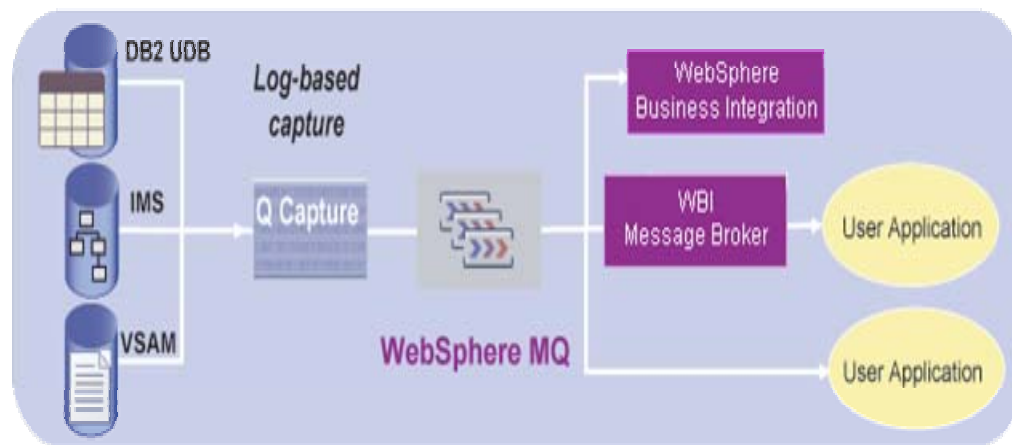 DB2 UDB
Log-based
capture
IMS
Q Capture
VSAM
WebSphere MQ
WebSphere
Business Integration
WBI
Message Broker
User Application
User Application